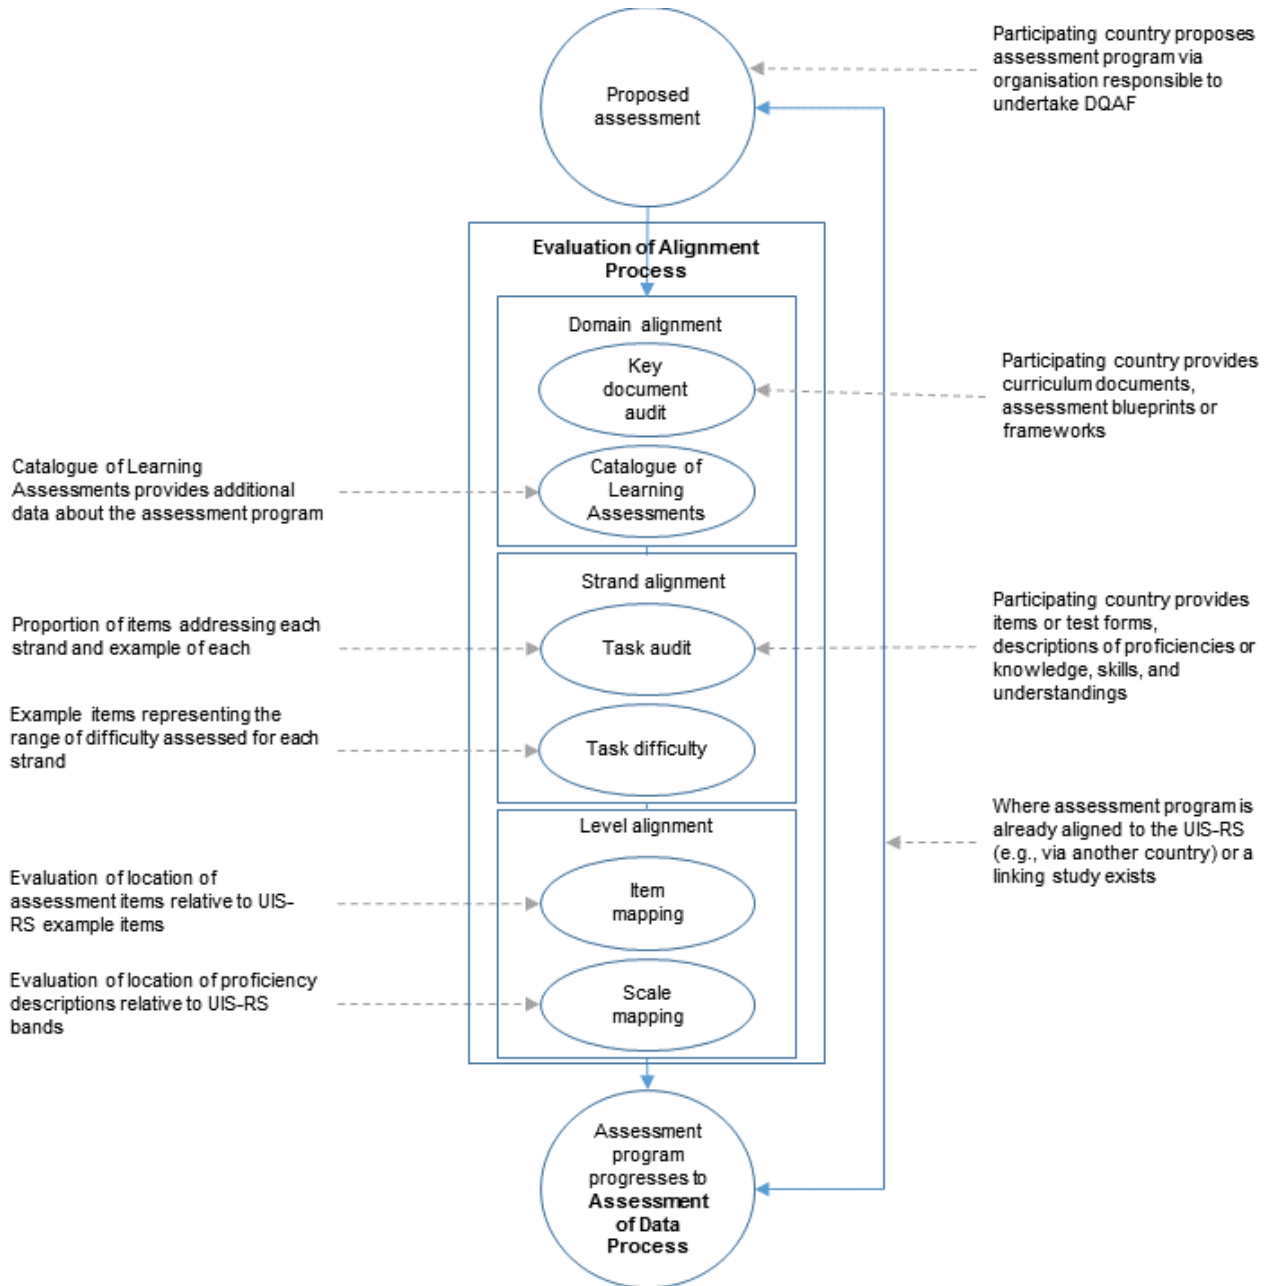 Participating country proposes
assessment program via
organisation responsible to
undertake DQAF
Proposed
assessment
Evaluation of Alignment
Process
Domain alignment
Key
document
audit
Participating country provides
curriculum documents,
assessment blueprints or
frameworks
Catalogue of Learning
Assessments provides additional
data about the assessment program
Catalogue of
Learning
Assessments
Strand alignment
Proportion of items addressing each
strand and example of each
Task audit
Participating country provides
items or test forms,
descriptions of proficiencies or
knowledge, skills, and
understandings
Example items representing the
range of difficulty assessed for each
strand
Task difficulty
Where assessment program is
already aligned to the UIS-RS
(e.g., via another country) or a
linking study exists
Level alignment
Evaluation of location of
assessment items relative to UIS-
RS example items
Item
mapping
Evaluation of location of proficiency
descriptions relative to UIS-RS
bands
Scale
mapping
Assessment
program
progresses to
Assessment
of Data
Process